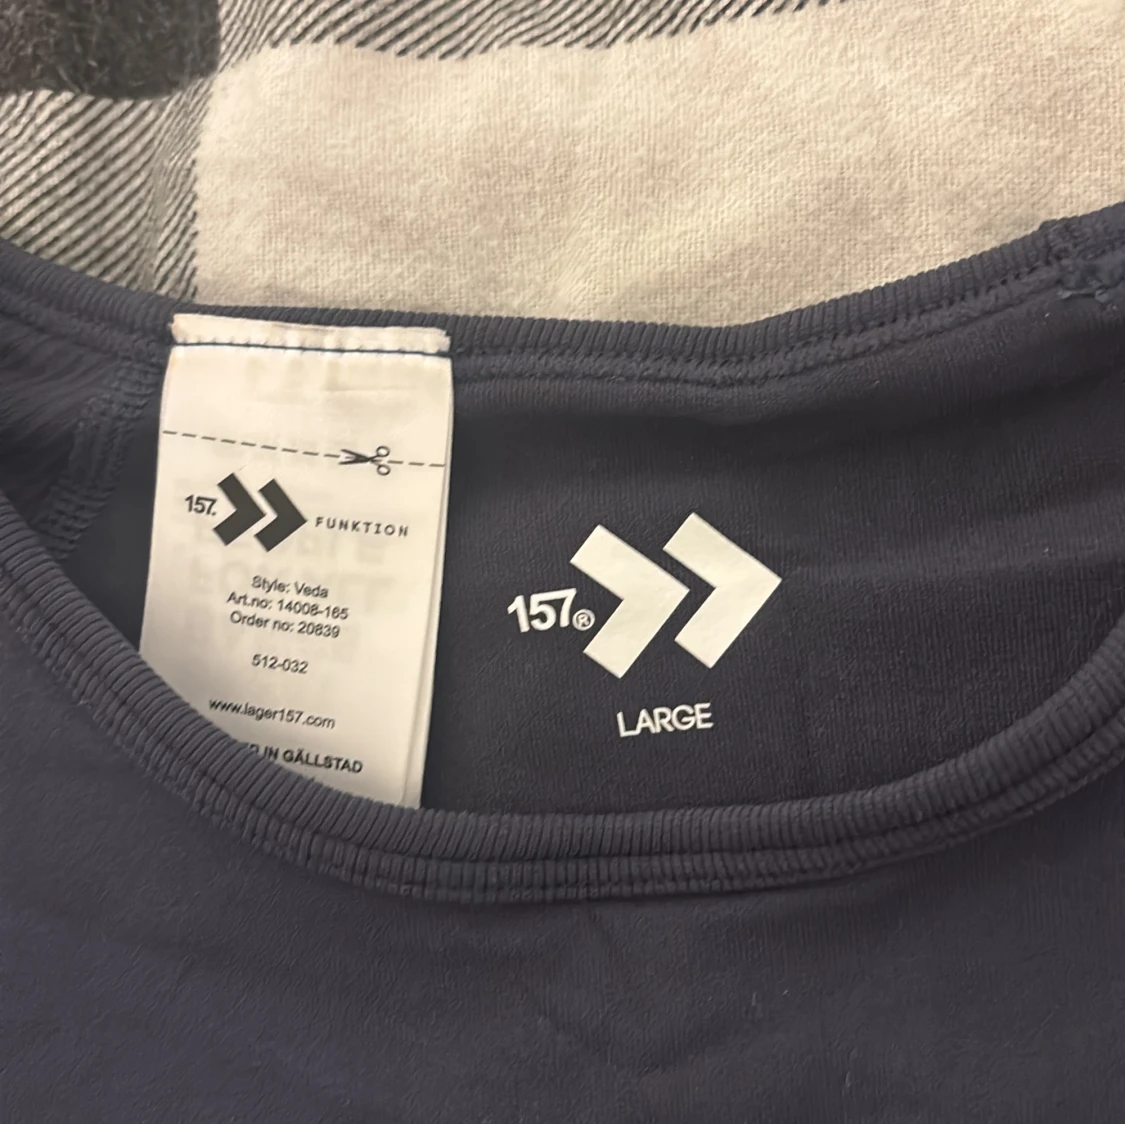 157.
FUNKTION
Style: Veda
Art.no: 14008-165
Order no: 20839
512-032
www.lager157.com
IN GÄLLSTAD
157®
LARGE